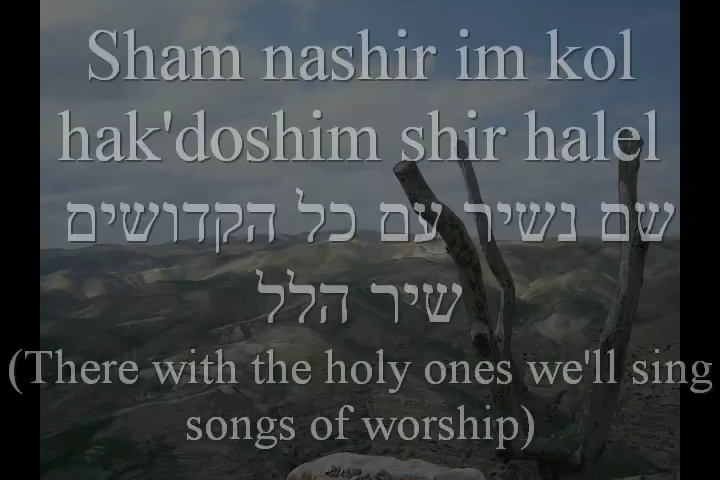 Sham nashir im kol
hak'doshim shir halel
שם נשיר עם כל הקדושים
שיר הלל
(There with the holy ones we'll sing
songs of worship)